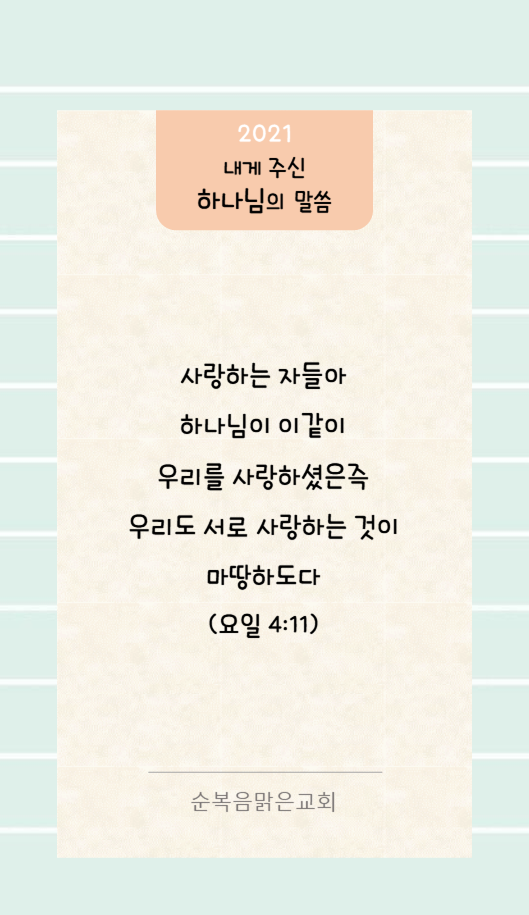 2021
내게 주신
하나님의 말씀
사랑하는 자들아
하나님이 이같이
우리를 사랑하셨은즉
우리도 서로 사랑하는 것이
마땅하도다
(요일 4:11)
순복음맑은교회